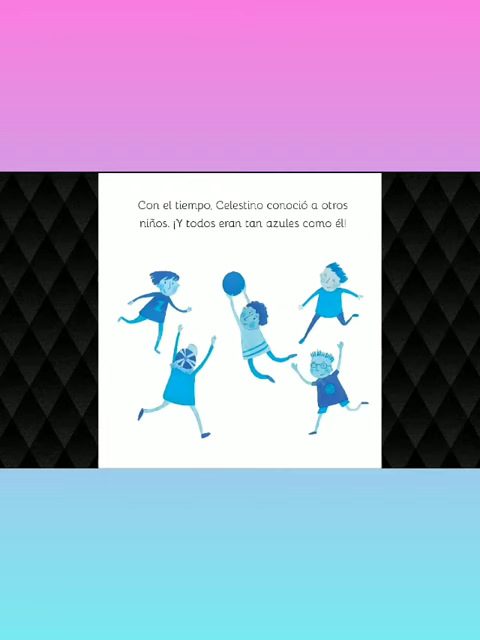 Con el tiempo, Celestino conoció a otros
niños. ¡Y todos eran tan azules como él!